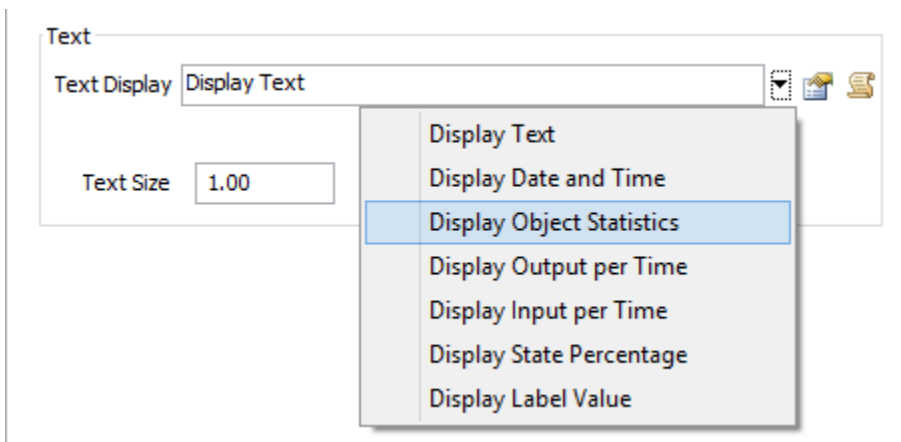 Text
Text Display Display Text
Display Text
Display Date and Time
Text Size 1.00
Display Object Statistics
Display Output per Time
Display Input per Time
Display State Percentage
Display Label Value